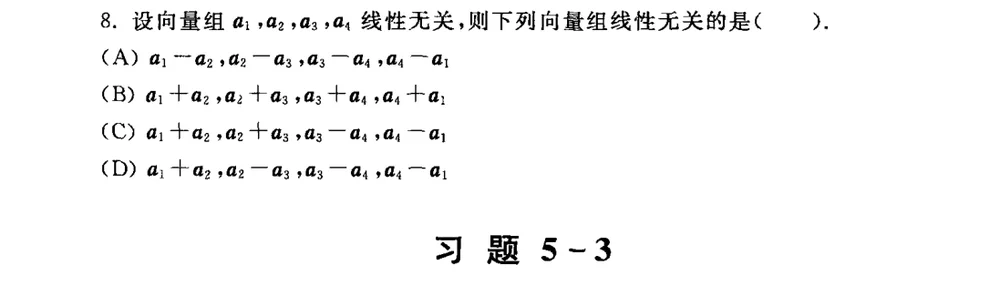 8. 设向量组 a₁,a₂,a₃,a₄ 线性无关,则下列向量组线性无关的是(　　).
(A) a₁－a₂,a₂－a₃,a₃－a₄,a₄－a₁
(B) a₁＋a₂,a₂＋a₃,a₃＋a₄,a₄＋a₁
(C) a₁＋a₂,a₂＋a₃,a₃－a₄,a₄－a₁
(D) a₁＋a₂,a₂－a₃,a₃－a₄,a₄－a₁
习 题 5－3